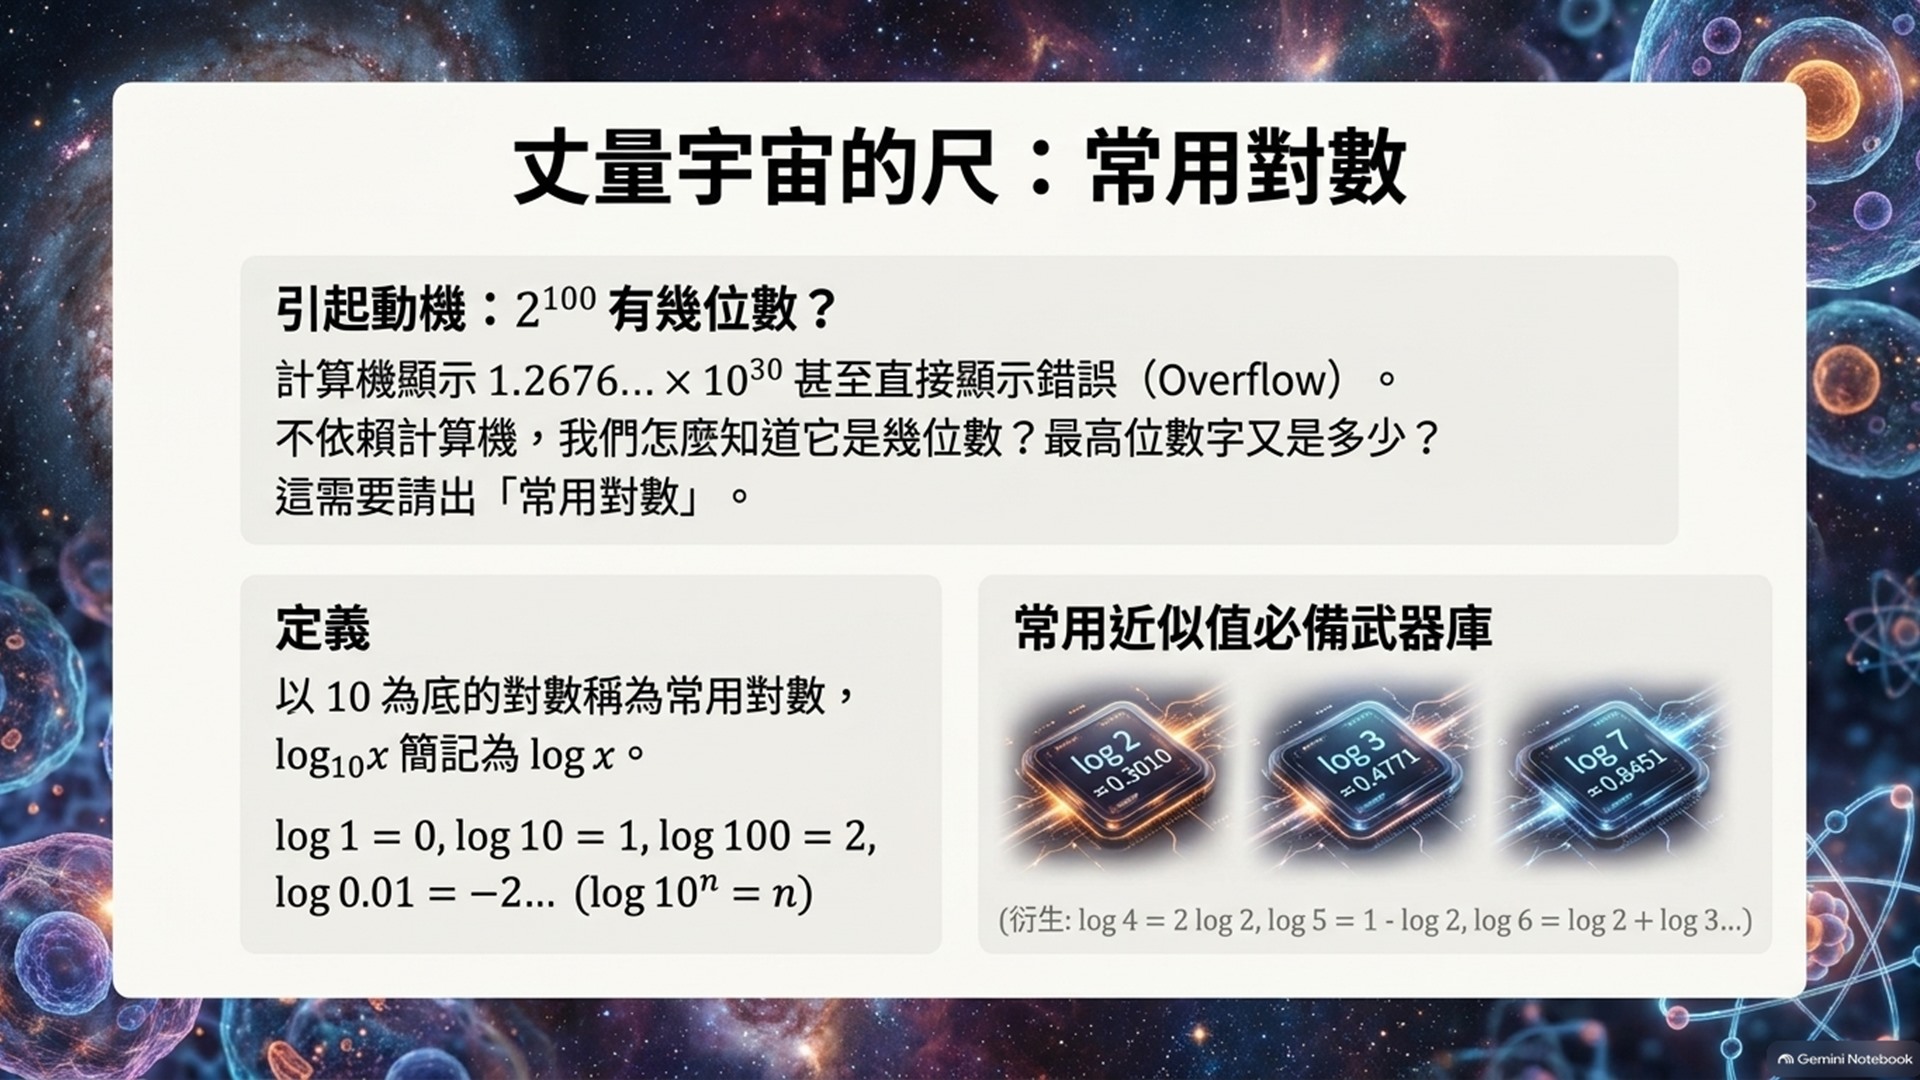 丈量宇宙的尺：常用對數
引起動機：2¹⁰⁰ 有幾位數？
計算機顯示 1.2676... × 10³⁰ 甚至直接顯示錯誤（Overflow）。
不依賴計算機，我們怎麼知道它是幾位數？最高位數字又是多少？
這需要請出「常用對數」。
定義
以 10 為底的對數稱為常用對數，
log₁₀x 簡記為 log x。
log 1 = 0, log 10 = 1, log 100 = 2,
log 0.01 = −2... (log 10ⁿ = n)
常用近似值必備武器庫
log 2
≈0.3010
log 3
≈0.4771
log 7
≈0.8451
(衍生: log 4 = 2 log 2, log 5 = 1 - log 2, log 6 = log 2 + log 3...)
Gemini Notebook